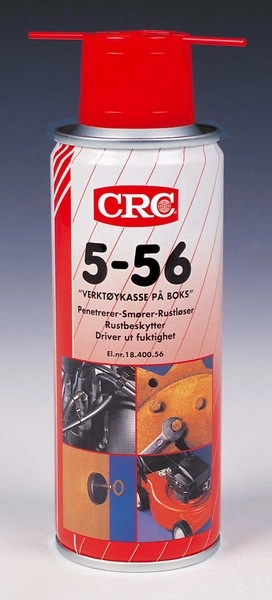 CRC
5-56
"VERKTØYKASSE PÅ BOKS"
Penetrerer-Smører-Rustløser
Rustbeskytter
Driver ut fuktighet
El.nr.18.400.56